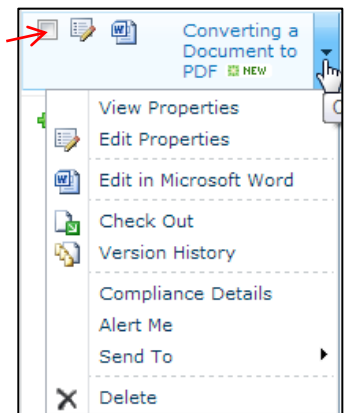 Converting a
Document to
PDF NEW
View Properties
Edit Properties
Edit in Microsoft Word
Check Out
Version History
Compliance Details
Alert Me
Send To
Delete